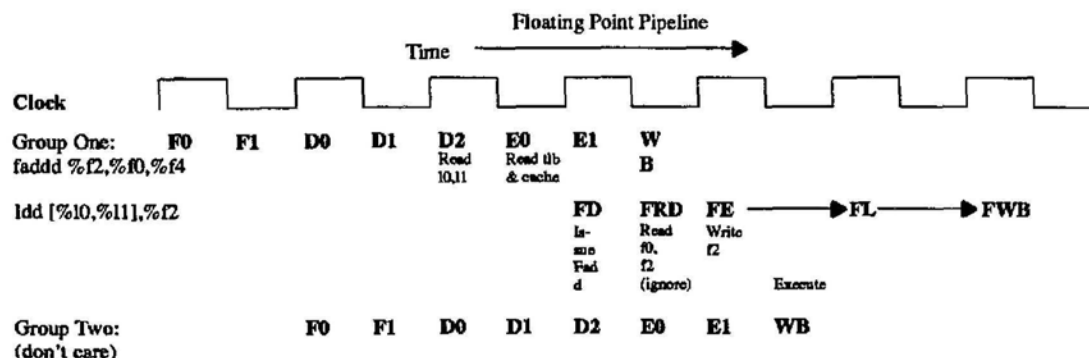 Floating Point Pipeline
Time
Clock
Group One: F0 F1 D0 D1 D2 E0 E1 W
faddd %f2,%f0,%f4 Read Read tlb B
10,11 & cache
ldd [%l0,%l1],%f2 FD FRD FE FL FWB
Is- Read Write
sue f0, f2
Fad f2
d (ignore) Execute
Group Two: F0 F1 D0 D1 D2 E0 E1 WB
(don't care)